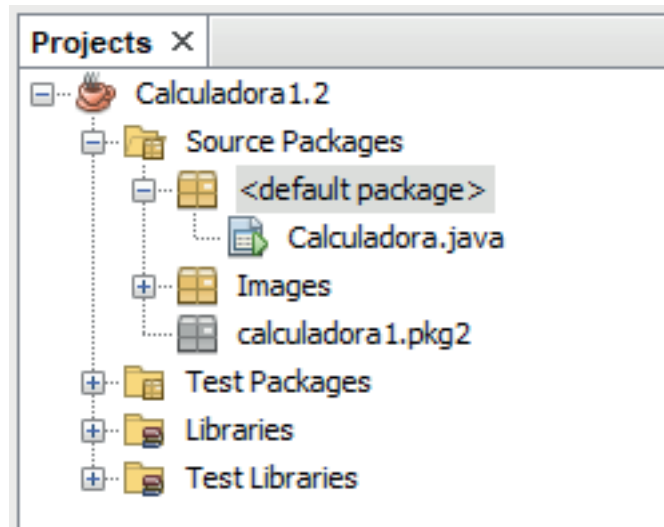 Projects
Calculadora1.2
Source Packages
<default package>
Calculadora.java
Images
calculadora1.pkg2
Test Packages
Libraries
Test Libraries